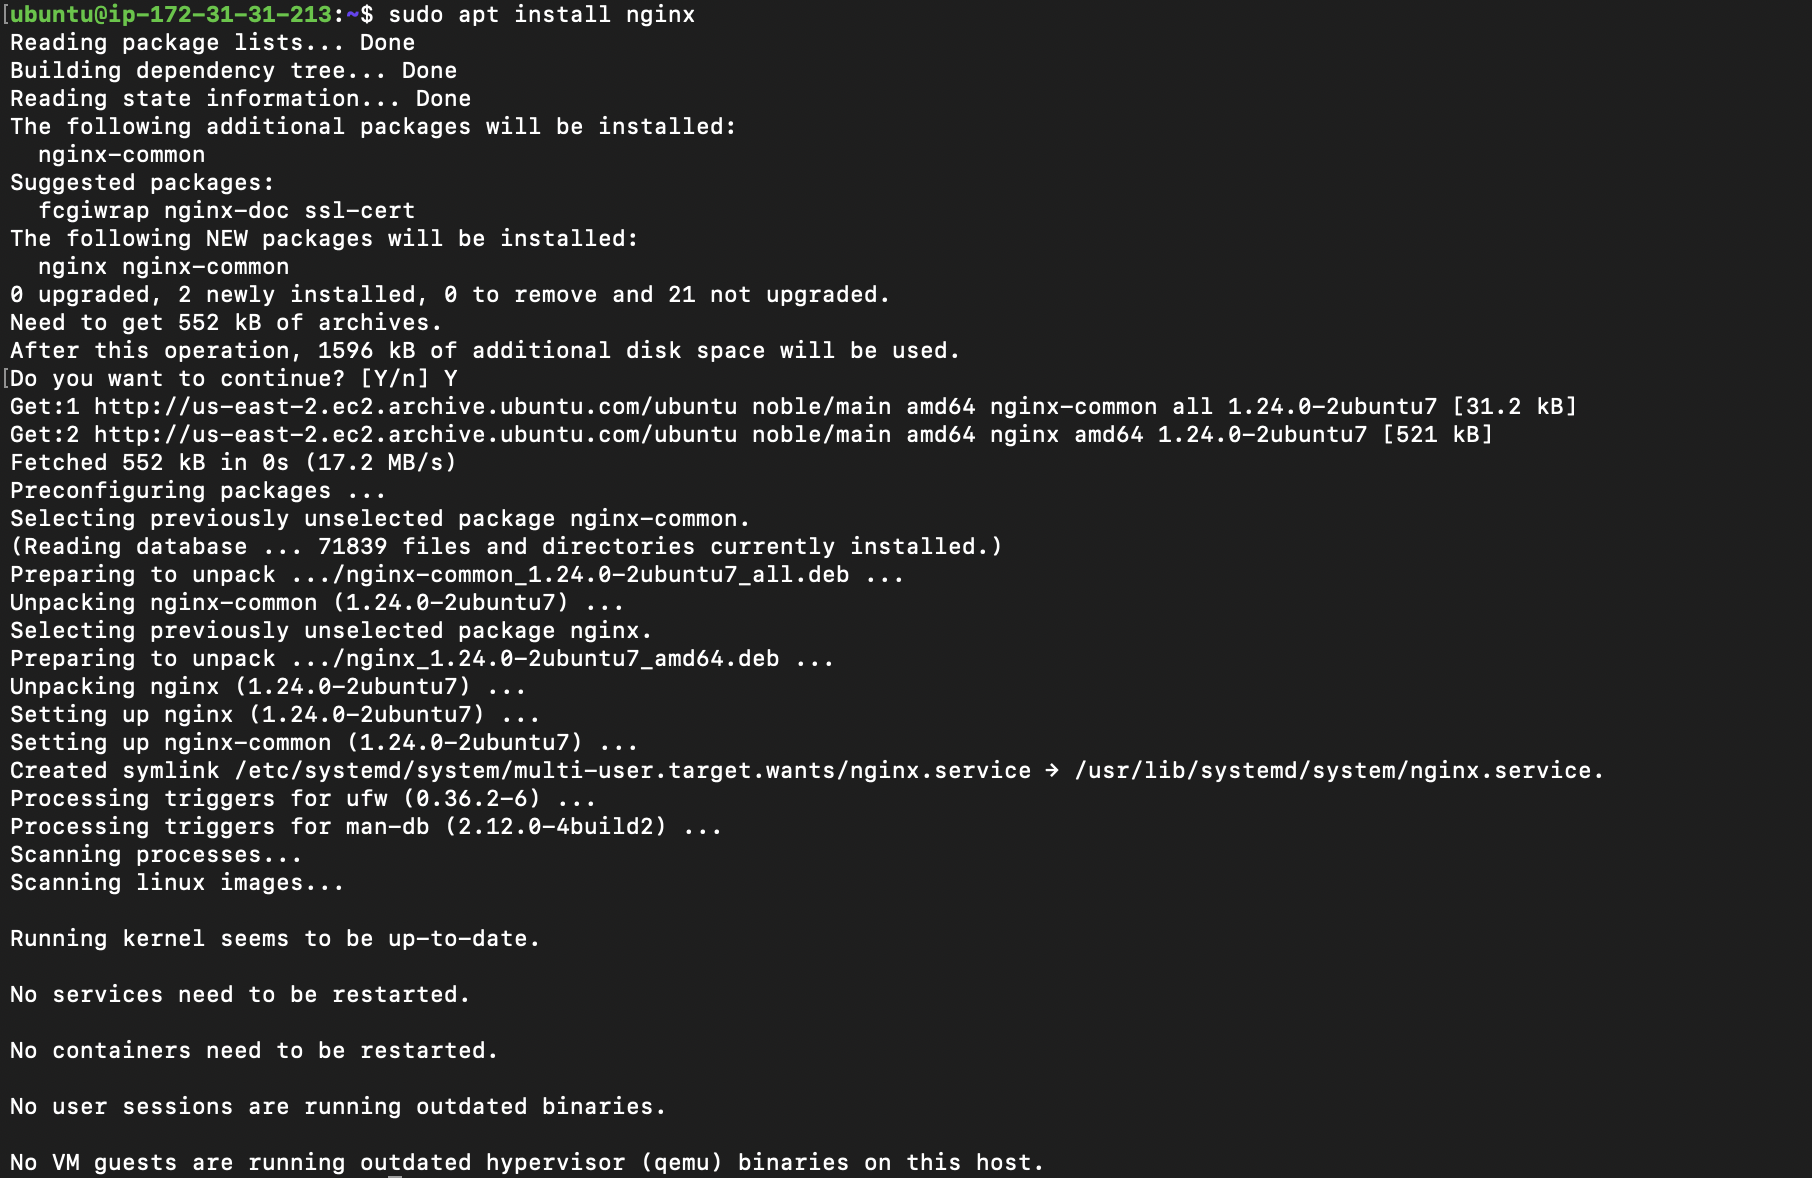 [ubuntu@ip-172-31-31-213:~$ sudo apt install nginx
Reading package lists... Done
Building dependency tree... Done
Reading state information... Done
The following additional packages will be installed:
  nginx-common
Suggested packages:
  fcgiwrap nginx-doc ssl-cert
The following NEW packages will be installed:
  nginx nginx-common
0 upgraded, 2 newly installed, 0 to remove and 21 not upgraded.
Need to get 552 kB of archives.
After this operation, 1596 kB of additional disk space will be used.
[Do you want to continue? [Y/n] Y
Get:1 http://us-east-2.ec2.archive.ubuntu.com/ubuntu noble/main amd64 nginx-common all 1.24.0-2ubuntu7 [31.2 kB]
Get:2 http://us-east-2.ec2.archive.ubuntu.com/ubuntu noble/main amd64 nginx amd64 1.24.0-2ubuntu7 [521 kB]
Fetched 552 kB in 0s (17.2 MB/s)
Preconfiguring packages ...
Selecting previously unselected package nginx-common.
(Reading database ... 71839 files and directories currently installed.)
Preparing to unpack .../nginx-common_1.24.0-2ubuntu7_all.deb ...
Unpacking nginx-common (1.24.0-2ubuntu7) ...
Selecting previously unselected package nginx.
Preparing to unpack .../nginx_1.24.0-2ubuntu7_amd64.deb ...
Unpacking nginx (1.24.0-2ubuntu7) ...
Setting up nginx (1.24.0-2ubuntu7) ...
Setting up nginx-common (1.24.0-2ubuntu7) ...
Created symlink /etc/systemd/system/multi-user.target.wants/nginx.service → /usr/lib/systemd/system/nginx.service.
Processing triggers for ufw (0.36.2-6) ...
Processing triggers for man-db (2.12.0-4build2) ...
Scanning processes...
Scanning linux images...

Running kernel seems to be up-to-date.

No services need to be restarted.

No containers need to be restarted.

No user sessions are running outdated binaries.

No VM guests are running outdated hypervisor (qemu) binaries on this host.